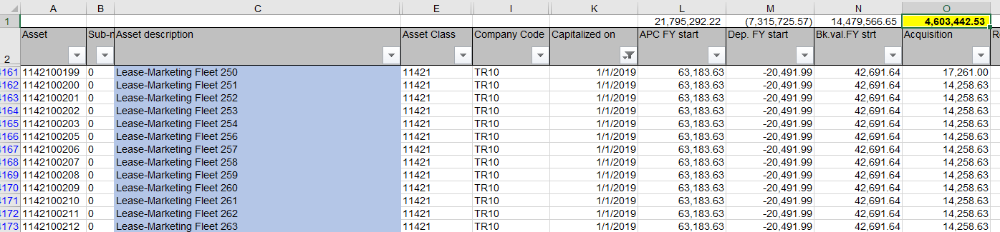 A B C E I K L M N O
1 21,795,292.22 (7,315,725.57) 14,479,566.65 4,603,442.53
Asset Sub-n Asset description Asset Class Company Code Capitalized on APC FY start Dep. FY start Bk.val.FY strt Acquisition R
2
4161 1142100199 0 Lease-Marketing Fleet 250 11421 TR10 1/1/2019 63,183.63 -20,491.99 42,691.64 17,261.00
4162 1142100200 0 Lease-Marketing Fleet 251 11421 TR10 1/1/2019 63,183.63 -20,491.99 42,691.64 14,258.63
4163 1142100201 0 Lease-Marketing Fleet 252 11421 TR10 1/1/2019 63,183.63 -20,491.99 42,691.64 14,258.63
4164 1142100202 0 Lease-Marketing Fleet 253 11421 TR10 1/1/2019 63,183.63 -20,491.99 42,691.64 14,258.63
4165 1142100203 0 Lease-Marketing Fleet 254 11421 TR10 1/1/2019 63,183.63 -20,491.99 42,691.64 14,258.63
4166 1142100205 0 Lease-Marketing Fleet 256 11421 TR10 1/1/2019 63,183.63 -20,491.99 42,691.64 14,258.63
4167 1142100206 0 Lease-Marketing Fleet 257 11421 TR10 1/1/2019 63,183.63 -20,491.99 42,691.64 14,258.63
4168 1142100207 0 Lease-Marketing Fleet 258 11421 TR10 1/1/2019 63,183.63 -20,491.99 42,691.64 14,258.63
4169 1142100208 0 Lease-Marketing Fleet 259 11421 TR10 1/1/2019 63,183.63 -20,491.99 42,691.64 14,258.63
4170 1142100209 0 Lease-Marketing Fleet 260 11421 TR10 1/1/2019 63,183.63 -20,491.99 42,691.64 14,258.63
4171 1142100210 0 Lease-Marketing Fleet 261 11421 TR10 1/1/2019 63,183.63 -20,491.99 42,691.64 14,258.63
4172 1142100211 0 Lease-Marketing Fleet 262 11421 TR10 1/1/2019 63,183.63 -20,491.99 42,691.64 14,258.63
4173 1142100212 0 Lease-Marketing Fleet 263 11421 TR10 1/1/2019 63,183.63 -20,491.99 42,691.64 14,258.63